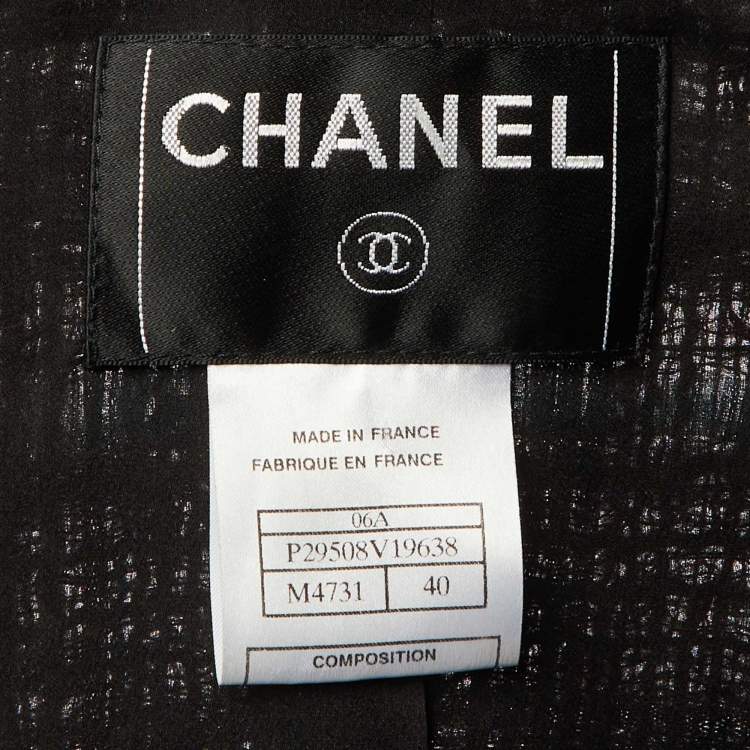 CHANEL
MADE IN FRANCE
FABRIQUE EN FRANCE
06A
P29508V19638
M4731 40
COMPOSITION